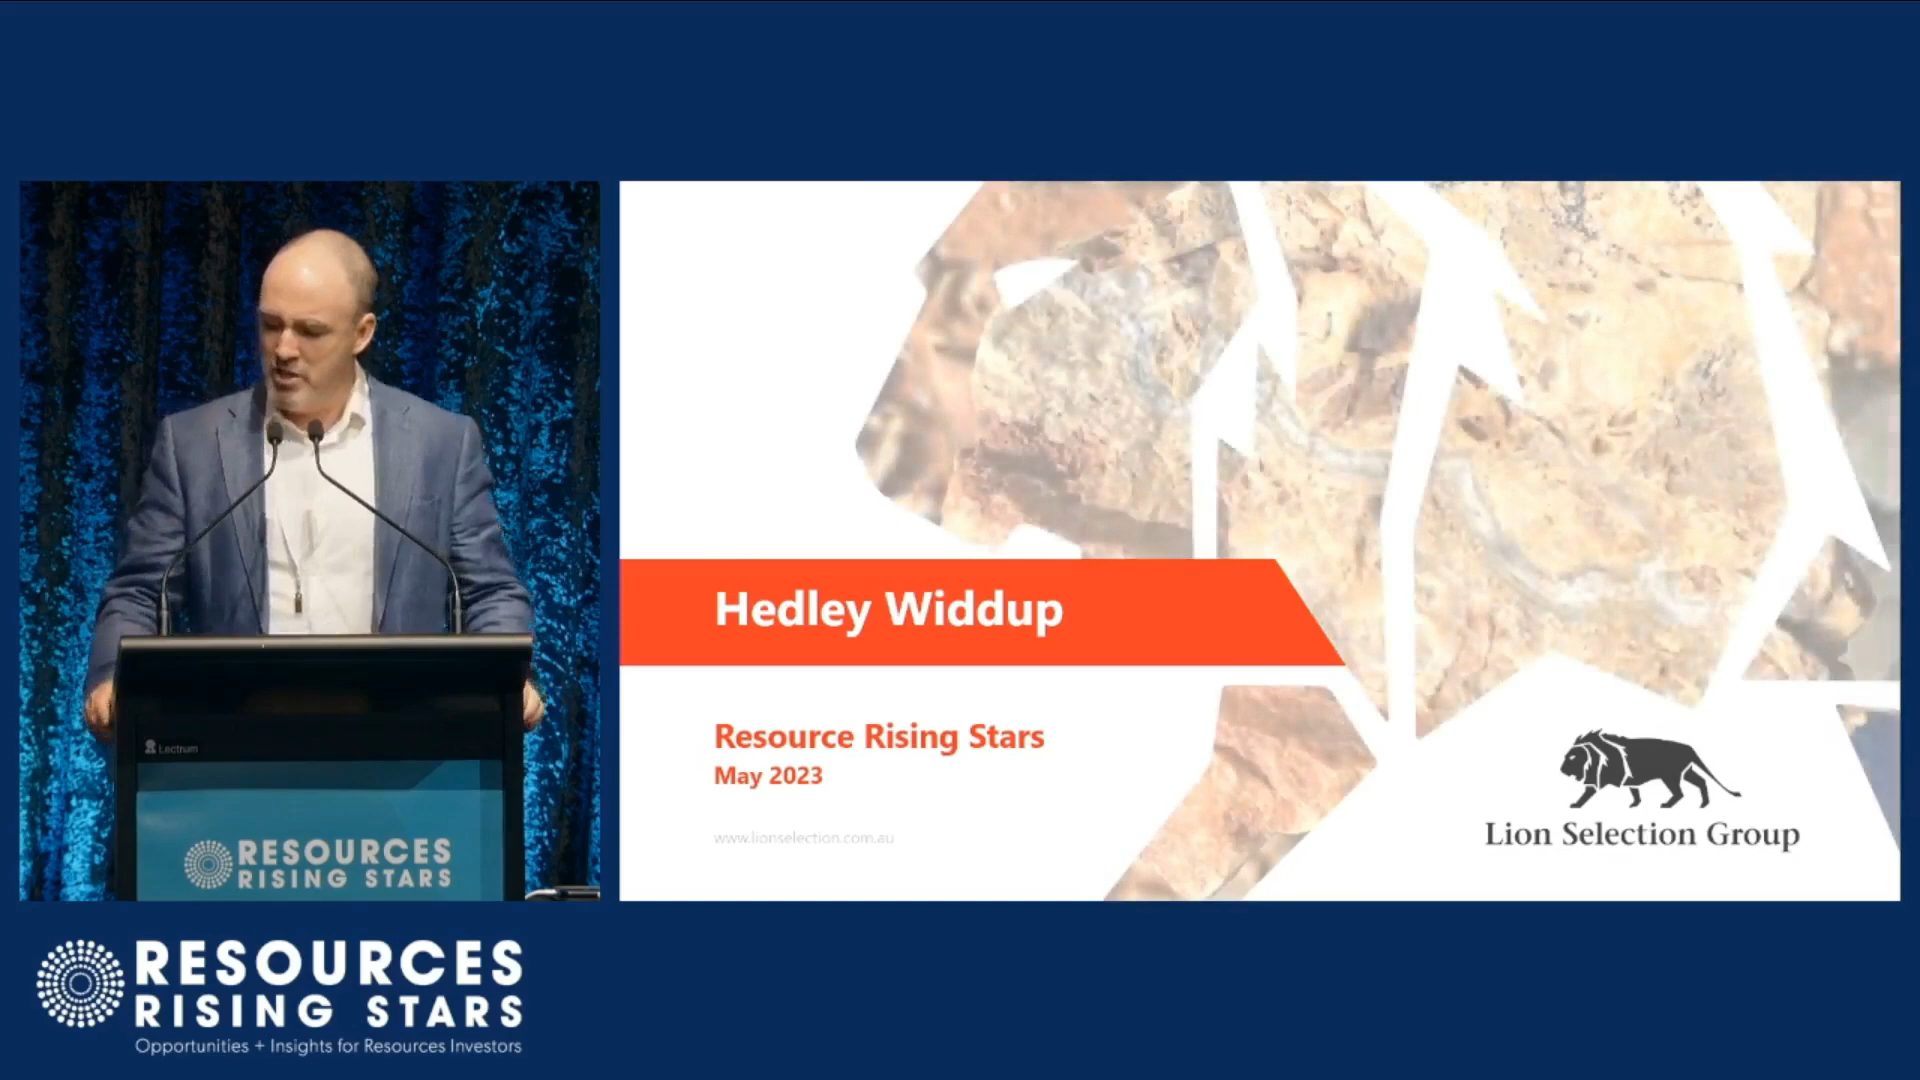 Lectrum
RESOURCES
RISING STARS
Hedley Widdup
Resource Rising Stars
May 2023
www.lionselection.com.au
Lion Selection Group
RESOURCES
RISING STARS
Opportunities + Insights for Resources Investors